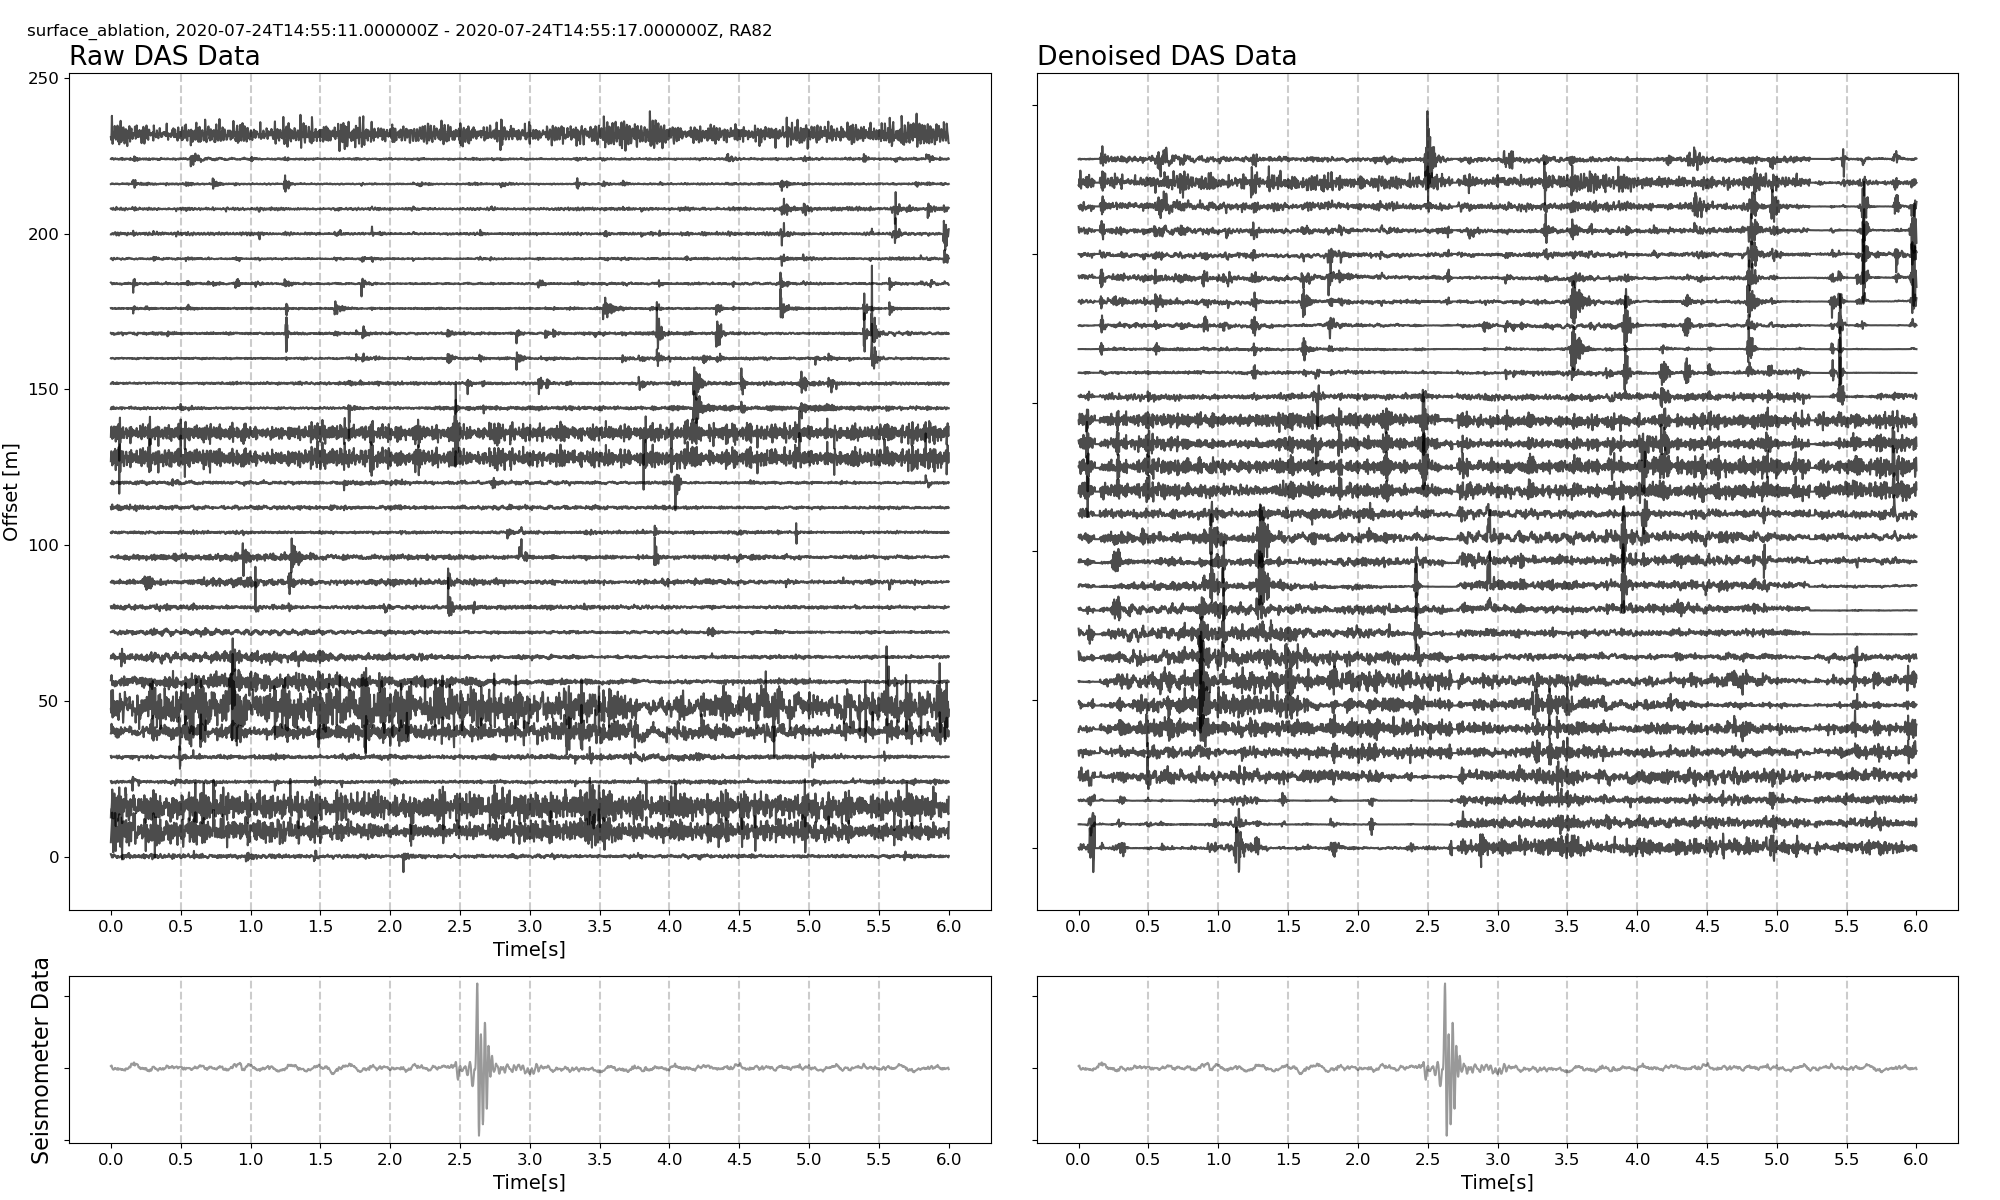 surface_ablation, 2020-07-24T14:55:11.000000Z - 2020-07-24T14:55:17.000000Z, RA82
Raw DAS Data
Denoised DAS Data
250
200
150
100
50
0
Offset [m]
0.0 0.5 1.0 1.5 2.0 2.5 3.0 3.5 4.0 4.5 5.0 5.5 6.0
Time[s]
0.0 0.5 1.0 1.5 2.0 2.5 3.0 3.5 4.0 4.5 5.0 5.5 6.0
Seismometer Data
0.0 0.5 1.0 1.5 2.0 2.5 3.0 3.5 4.0 4.5 5.0 5.5 6.0
Time[s]
0.0 0.5 1.0 1.5 2.0 2.5 3.0 3.5 4.0 4.5 5.0 5.5 6.0
Time[s]